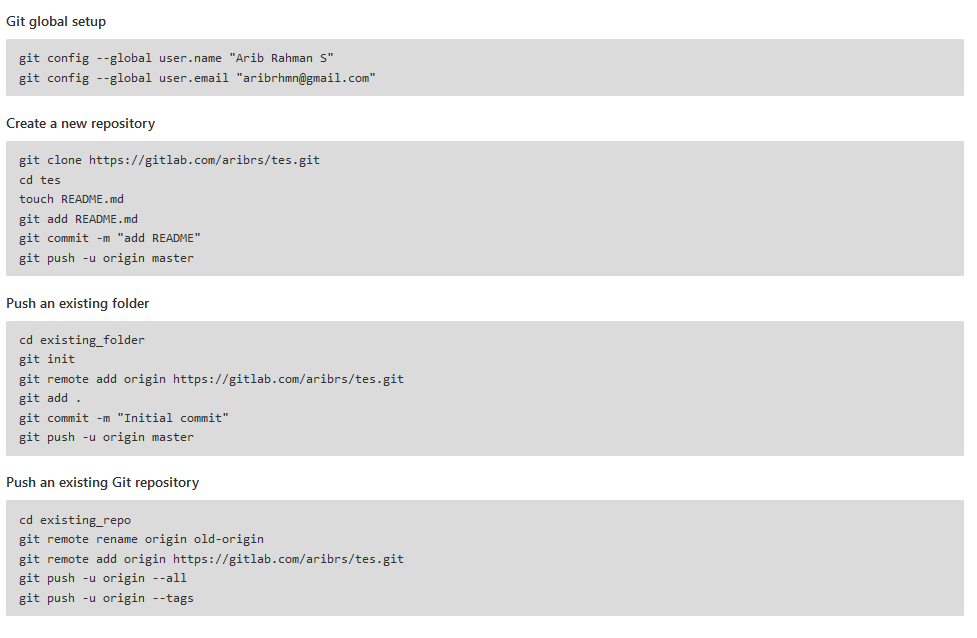 Git global setup
git config --global user.name "Arib Rahman S"
git config --global user.email "aribrhmn@gmail.com"
Create a new repository
git clone https://gitlab.com/aribrs/tes.git
cd tes
touch README.md
git add README.md
git commit -m "add README"
git push -u origin master
Push an existing folder
cd existing_folder
git init
git remote add origin https://gitlab.com/aribrs/tes.git
git add .
git commit -m "Initial commit"
git push -u origin master
Push an existing Git repository
cd existing_repo
git remote rename origin old-origin
git remote add origin https://gitlab.com/aribrs/tes.git
git push -u origin --all
git push -u origin --tags